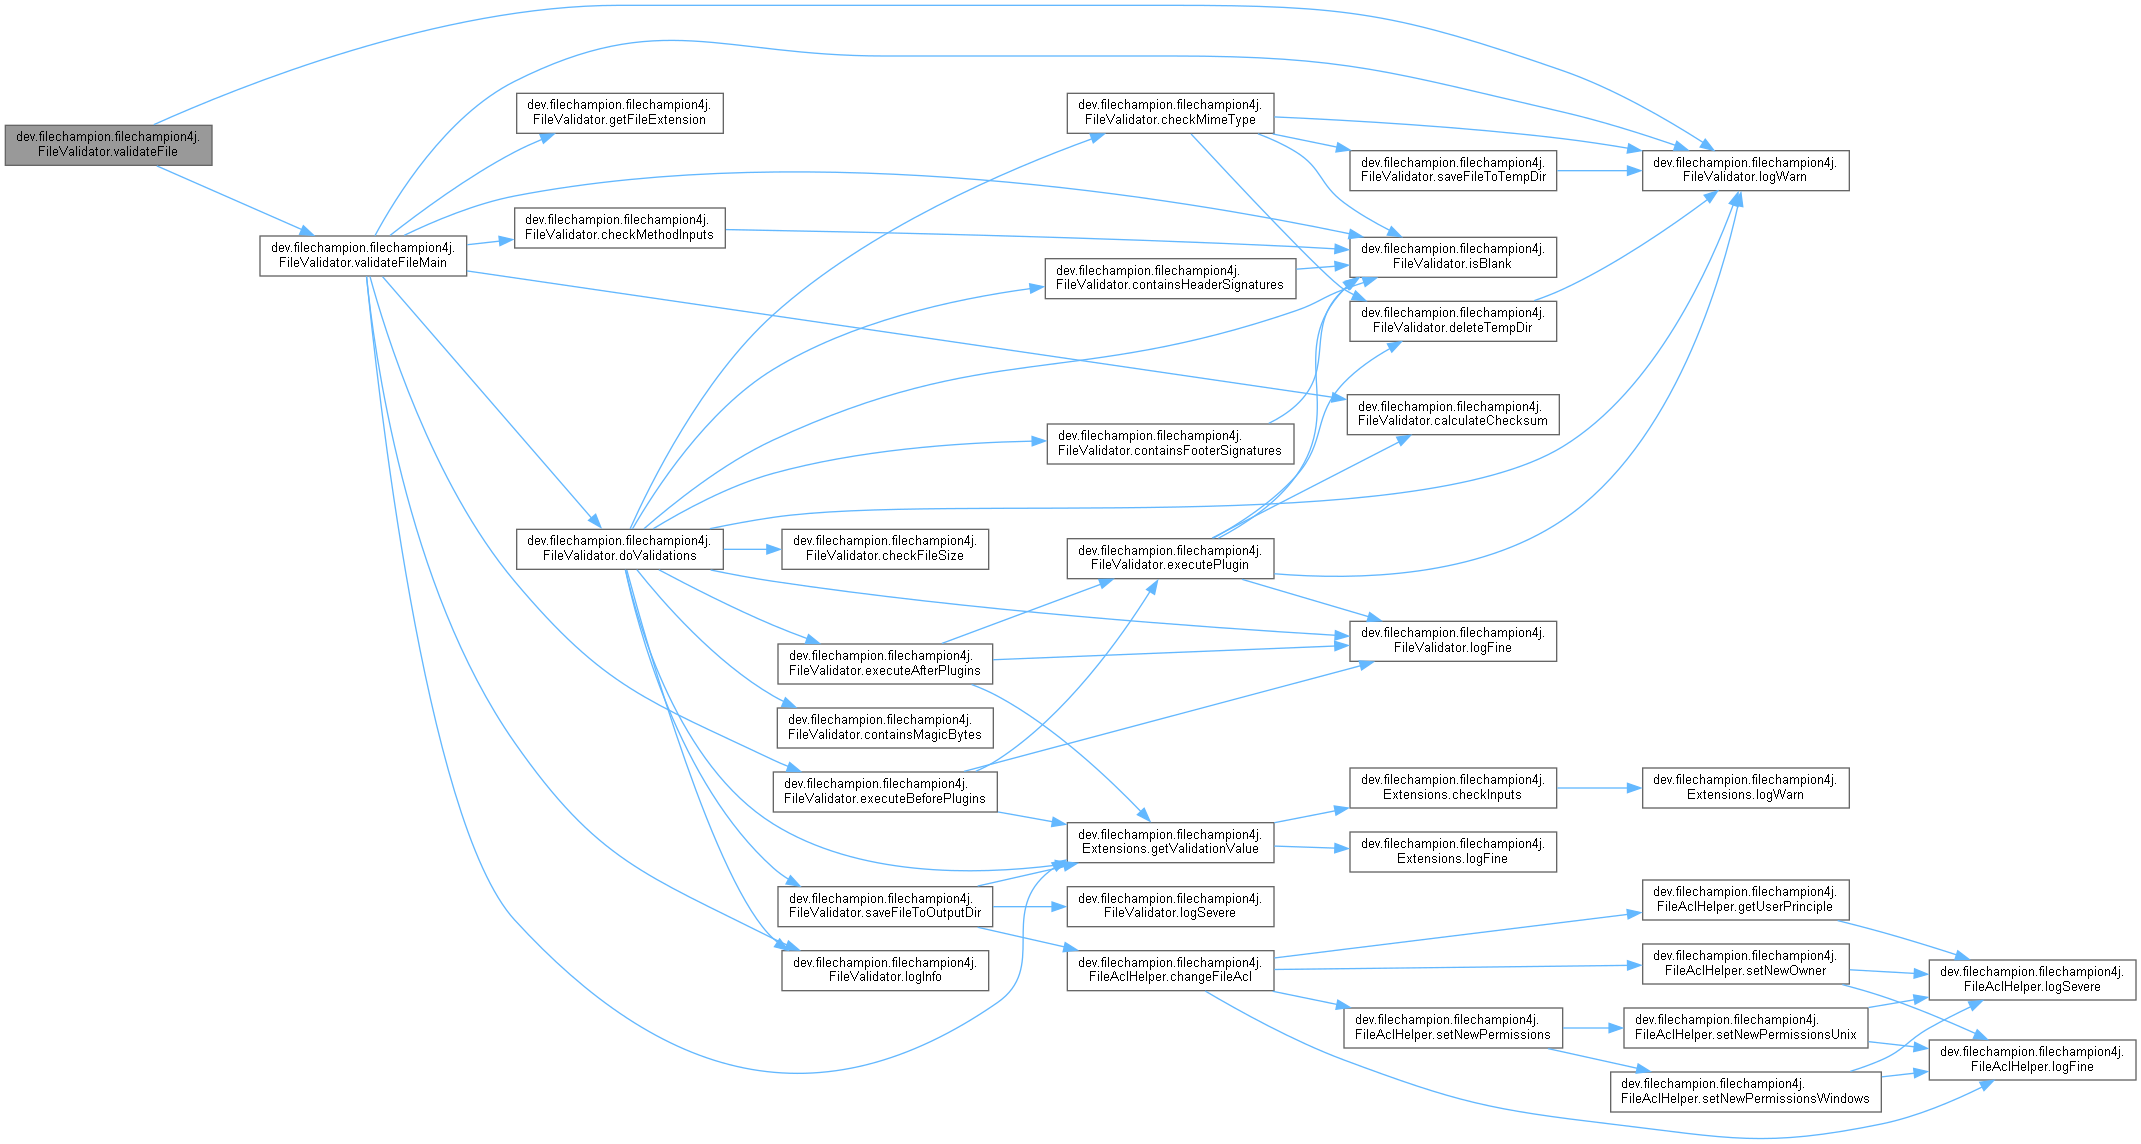 dev.filechampion.filechampion4j.
FileValidator.validateFile
dev.filechampion.filechampion4j.
FileValidator.validateFileMain
dev.filechampion.filechampion4j.
FileValidator.getFileExtension
dev.filechampion.filechampion4j.
FileValidator.checkMethodInputs
dev.filechampion.filechampion4j.
FileValidator.doValidations
dev.filechampion.filechampion4j.
FileValidator.checkFileSize
dev.filechampion.filechampion4j.
FileValidator.executeAfterPlugins
dev.filechampion.filechampion4j.
FileValidator.containsMagicBytes
dev.filechampion.filechampion4j.
FileValidator.executeBeforePlugins
dev.filechampion.filechampion4j.
FileValidator.saveFileToOutputDir
dev.filechampion.filechampion4j.
FileValidator.logInfo
dev.filechampion.filechampion4j.
FileValidator.checkMimeType
dev.filechampion.filechampion4j.
FileValidator.containsHeaderSignatures
dev.filechampion.filechampion4j.
FileValidator.containsFooterSignatures
dev.filechampion.filechampion4j.
FileValidator.executePlugin
dev.filechampion.filechampion4j.
Extensions.getValidationValue
dev.filechampion.filechampion4j.
FileValidator.logSevere
dev.filechampion.filechampion4j.
FileAclHelper.changeFileAcl
dev.filechampion.filechampion4j.
FileValidator.saveFileToTempDir
dev.filechampion.filechampion4j.
FileValidator.isBlank
dev.filechampion.filechampion4j.
FileValidator.deleteTempDir
dev.filechampion.filechampion4j.
FileValidator.calculateChecksum
dev.filechampion.filechampion4j.
FileValidator.logFine
dev.filechampion.filechampion4j.
Extensions.checkInputs
dev.filechampion.filechampion4j.
Extensions.logFine
dev.filechampion.filechampion4j.
FileAclHelper.setNewPermissions
dev.filechampion.filechampion4j.
FileValidator.logWarn
dev.filechampion.filechampion4j.
Extensions.logWarn
dev.filechampion.filechampion4j.
FileAclHelper.getUserPrinciple
dev.filechampion.filechampion4j.
FileAclHelper.setNewOwner
dev.filechampion.filechampion4j.
FileAclHelper.setNewPermissionsUnix
dev.filechampion.filechampion4j.
FileAclHelper.setNewPermissionsWindows
dev.filechampion.filechampion4j.
FileAclHelper.logSevere
dev.filechampion.filechampion4j.
FileAclHelper.logFine